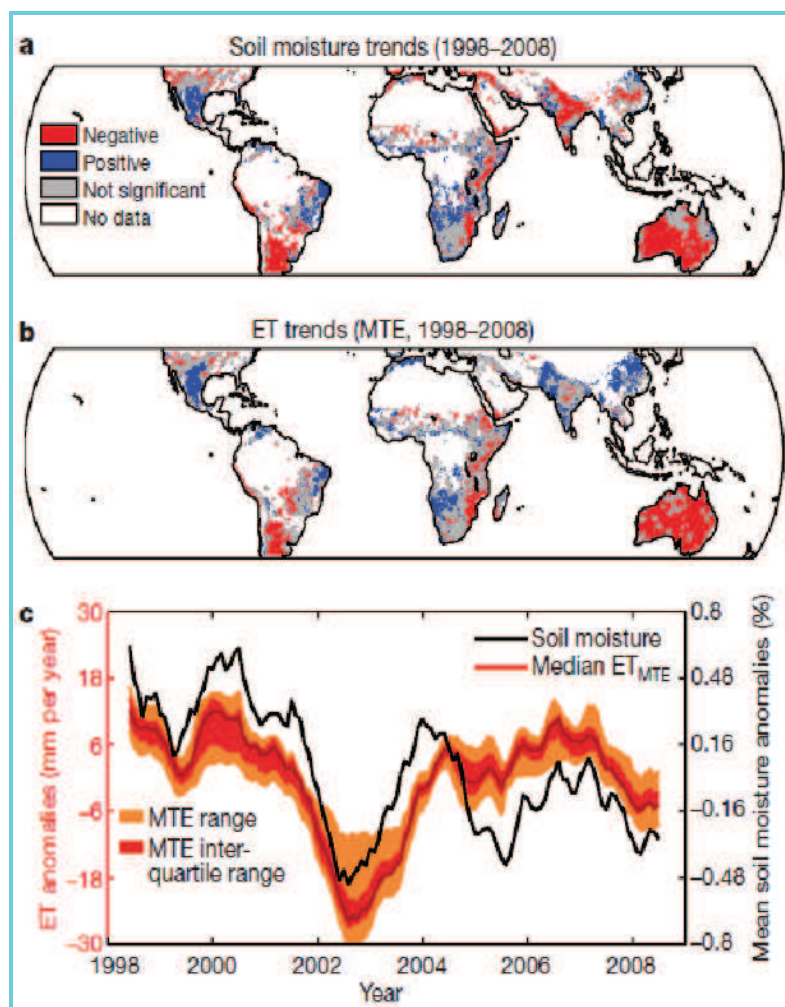 a
Soil moisture trends (1998–2008)
Negative
Positive
Not significant
No data
b
ET trends (MTE, 1998–2008)
c
30
18
6
−6
−18
−30
ET anomalies (mm per year)
Soil moisture
Median ET_MTE
MTE range
MTE inter-
quartile range
0.8
0.48
0.16
−0.16
−0.48
−0.8
Mean soil moisture anomalies (%)
1998
2000
2002
2004
2006
2008
Year